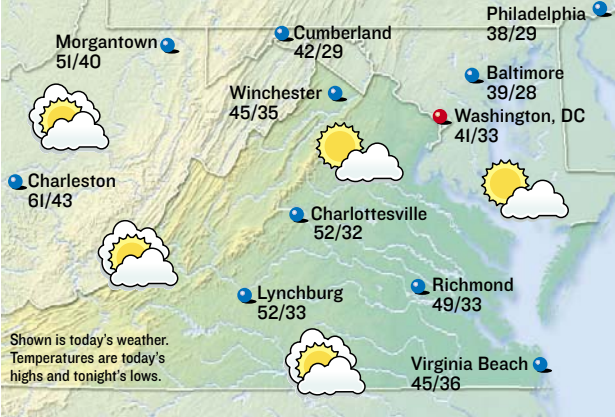 Philadelphia
38/29
Cumberland
42/29
Morgantown
51/40
Baltimore
39/28
Winchester
45/35
Washington, DC
41/33
Charleston
61/43
Charlottesville
52/32
Richmond
49/33
Lynchburg
52/33
Shown is today's weather.
Temperatures are today's
highs and tonight's lows.
Virginia Beach
45/36